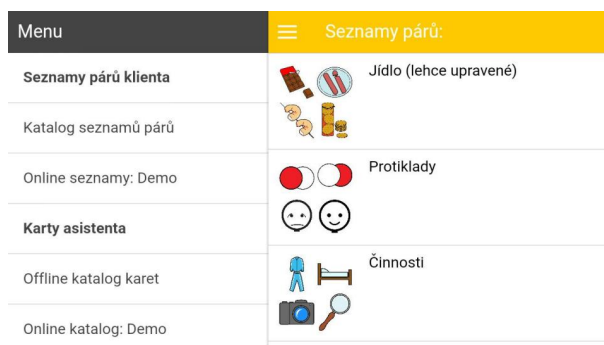 Menu
Seznamy párů klienta
Katalog seznamů párů
Online seznamy: Demo
Karty asistenta
Offline katalog karet
Online katalog: Demo
Seznamy párů:
Jídlo (lehce upravené)
Protiklady
Činnosti